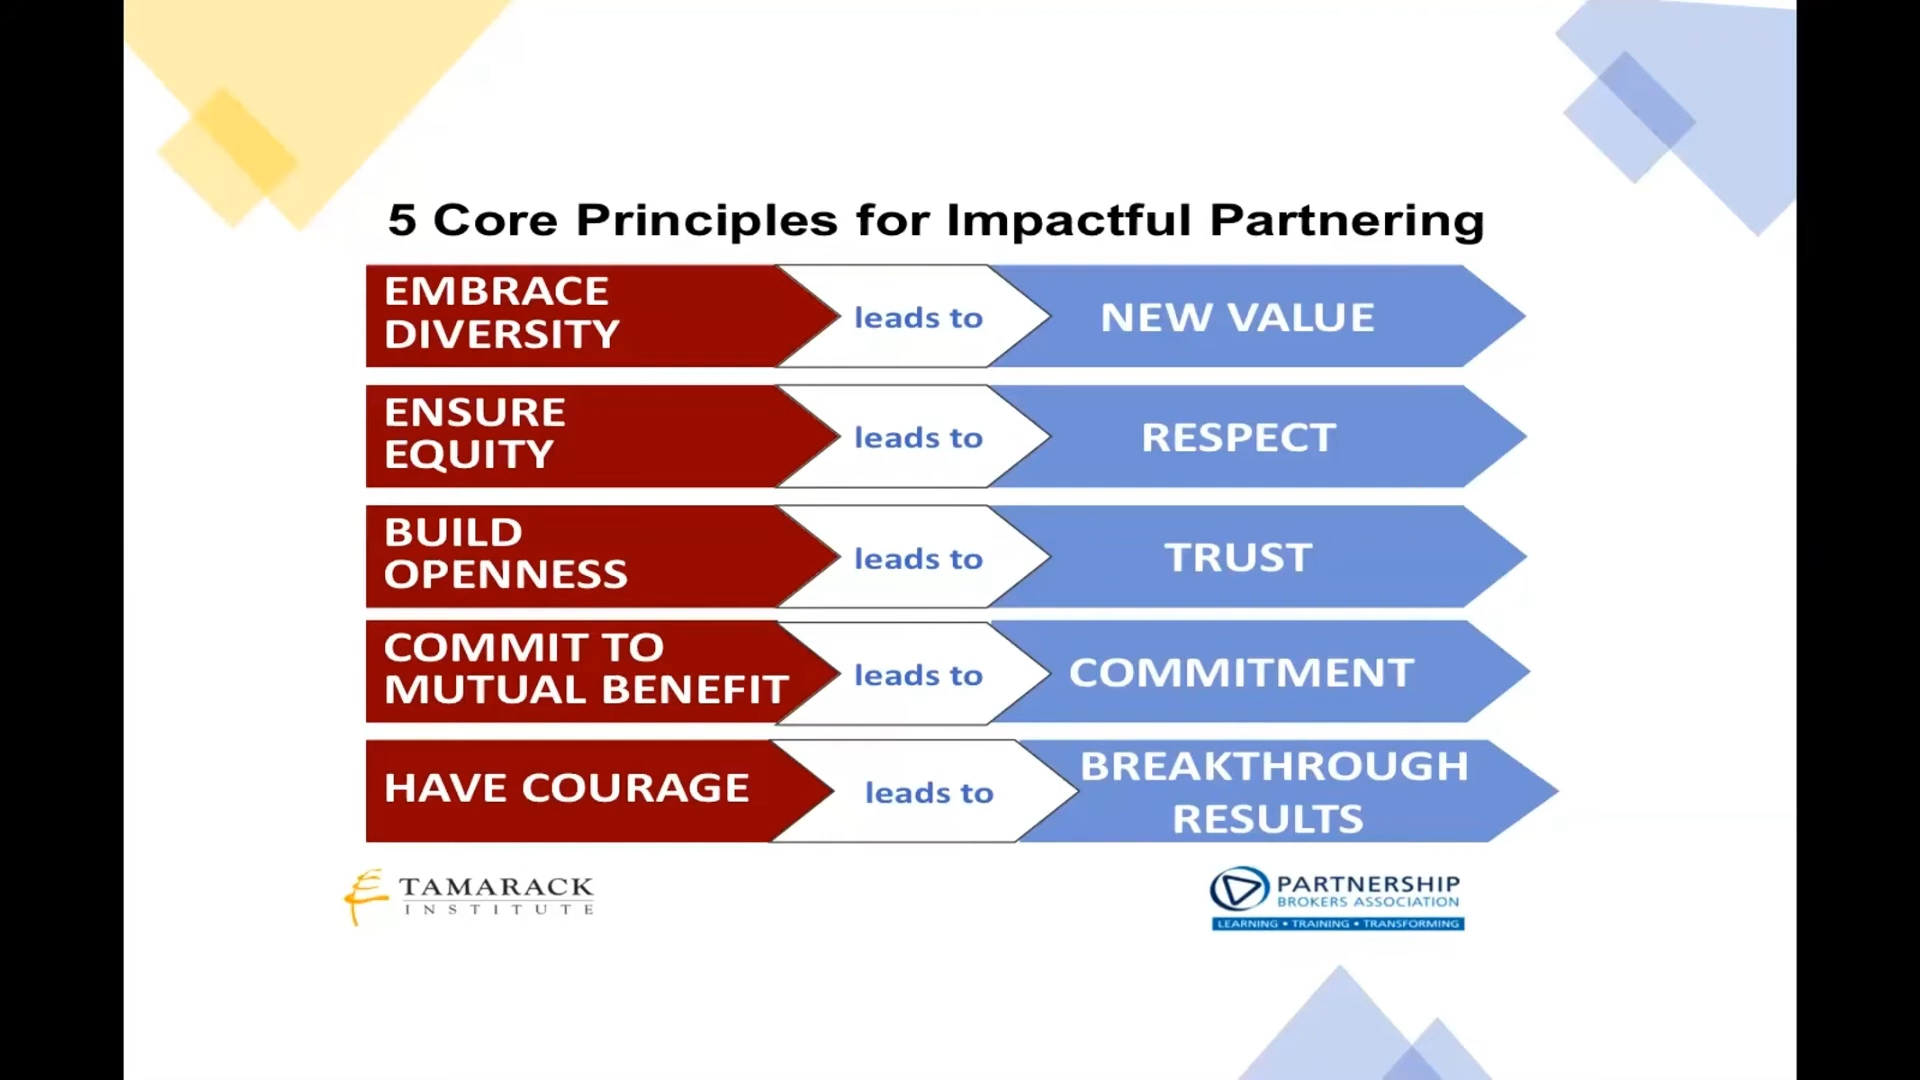 5 Core Principles for Impactful Partnering
EMBRACE
DIVERSITY
leads to
NEW VALUE
ENSURE
EQUITY
leads to
RESPECT
BUILD
OPENNESS
leads to
TRUST
COMMIT TO
MUTUAL BENEFIT
leads to
COMMITMENT
HAVE COURAGE
leads to
BREAKTHROUGH
RESULTS
TAMARACK
INSTITUTE
PARTNERSHIP
BROKERS ASSOCIATION
LEARNING • TRAINING • TRANSFORMING